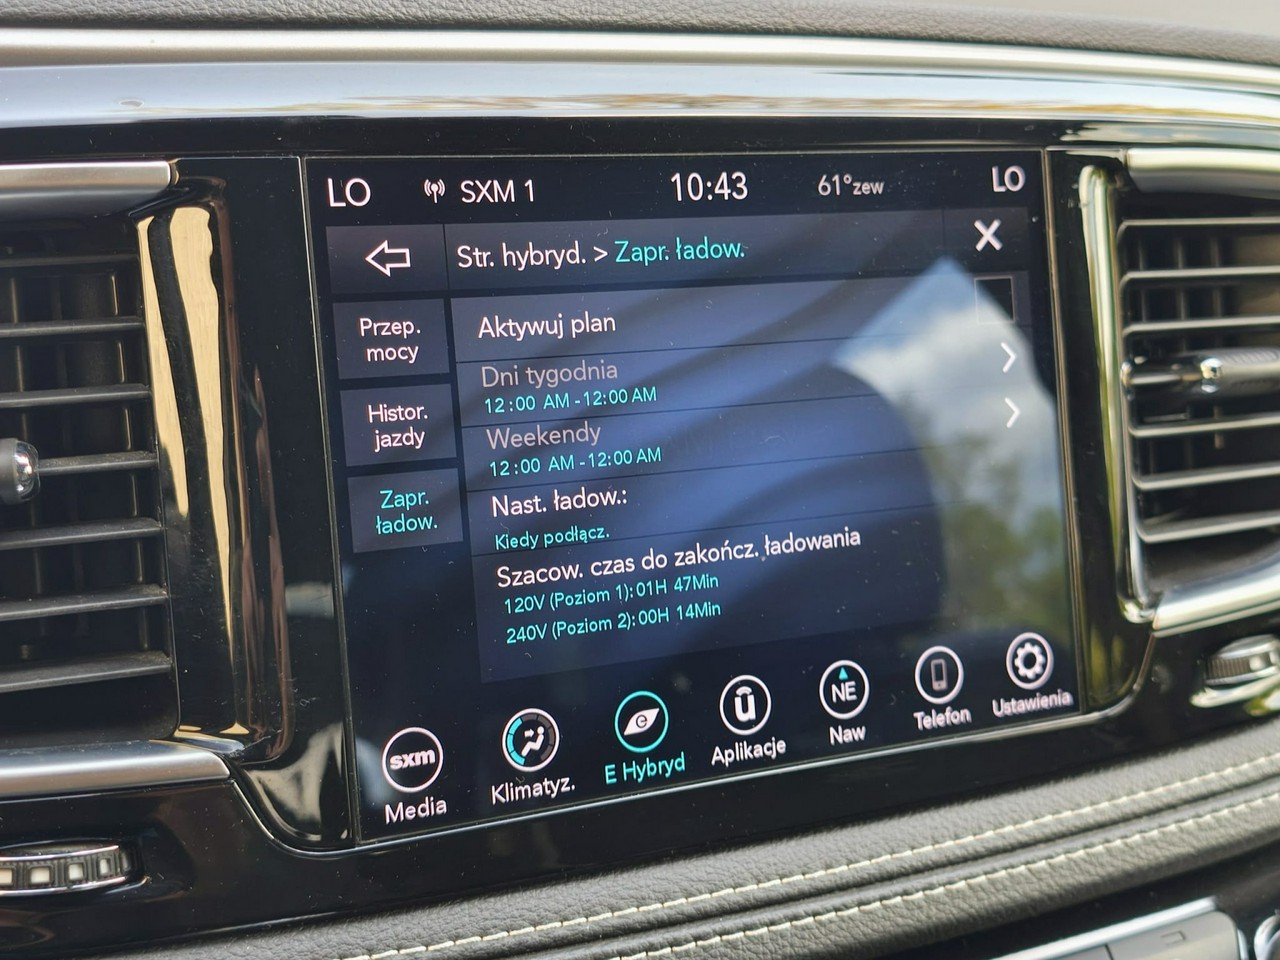 LO SXM 1 10:43 61°zew LO
Str. hybryd. > Zapr. ładow. X
Przep.
mocy
Histor.
jazdy
Zapr.
ładow.
Aktywuj plan
Dni tygodnia
12:00 AM - 12:00 AM
Weekendy
12:00 AM - 12:00 AM
Nast. ładow.:
Kiedy podłącz.
Szacow. czas do zakończ. ładowania
120V (Poziom 1): 01H 47Min
240V (Poziom 2): 00H 14Min
sxm
Media
Klimatyz.
e
E Hybryd
ū
Aplikacje
NE
Naw
Telefon
Ustawienia